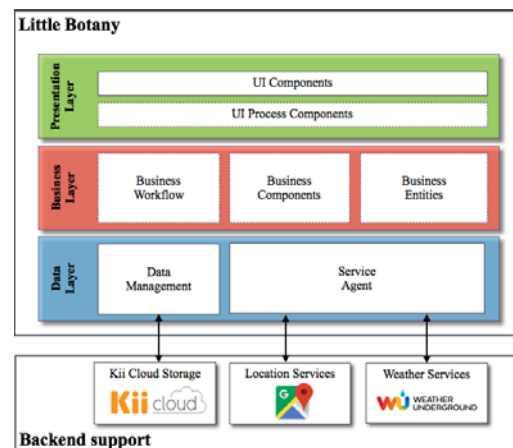 Little Botany
Presentation
Layer
UI Components
UI Process Components
Business
Layer
Business
Workflow
Business
Components
Business
Entities
Data
Layer
Data
Management
Service
Agent
Kii Cloud Storage
Kii cloud
Location Services
G
Weather Services
wu WEATHER
UNDERGROUND
Backend support